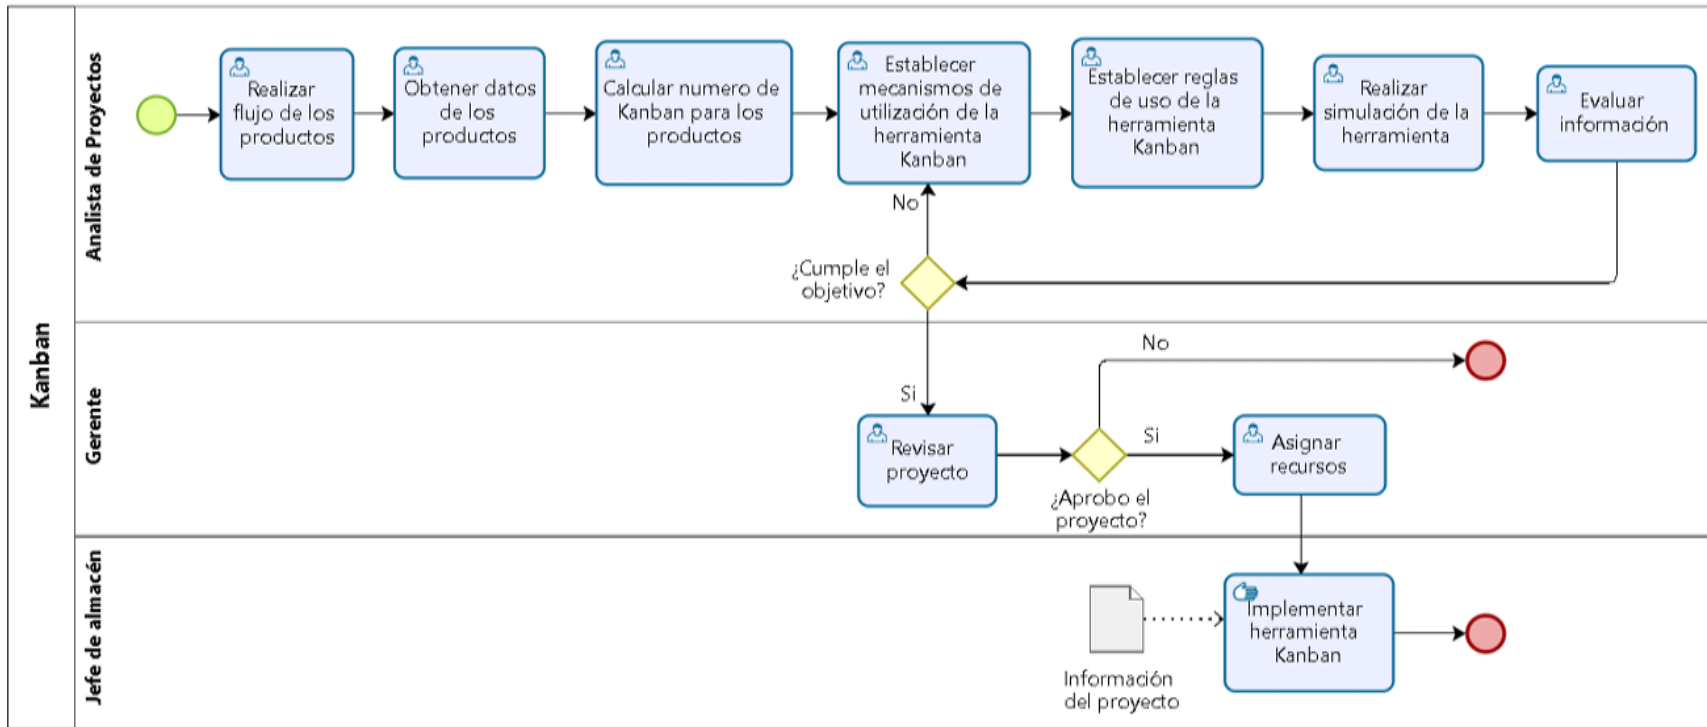 Kanban
Analista de Proyectos
Realizar
flujo de los
productos
Obtener datos
de los
productos
Calcular numero de
Kanban para los
productos
Establecer
mecanismos de
utilización de la
herramienta
Kanban
Establecer reglas
de uso de la
herramienta
Kanban
Realizar
simulación de la
herramienta
Evaluar
información
No
¿Cumple el
objetivo?
Gerente
Si
Revisar
proyecto
¿Aprobo el
proyecto?
No
Si
Asignar
recursos
Jefe de almacén
Información
del proyecto
Implementar
herramienta
Kanban